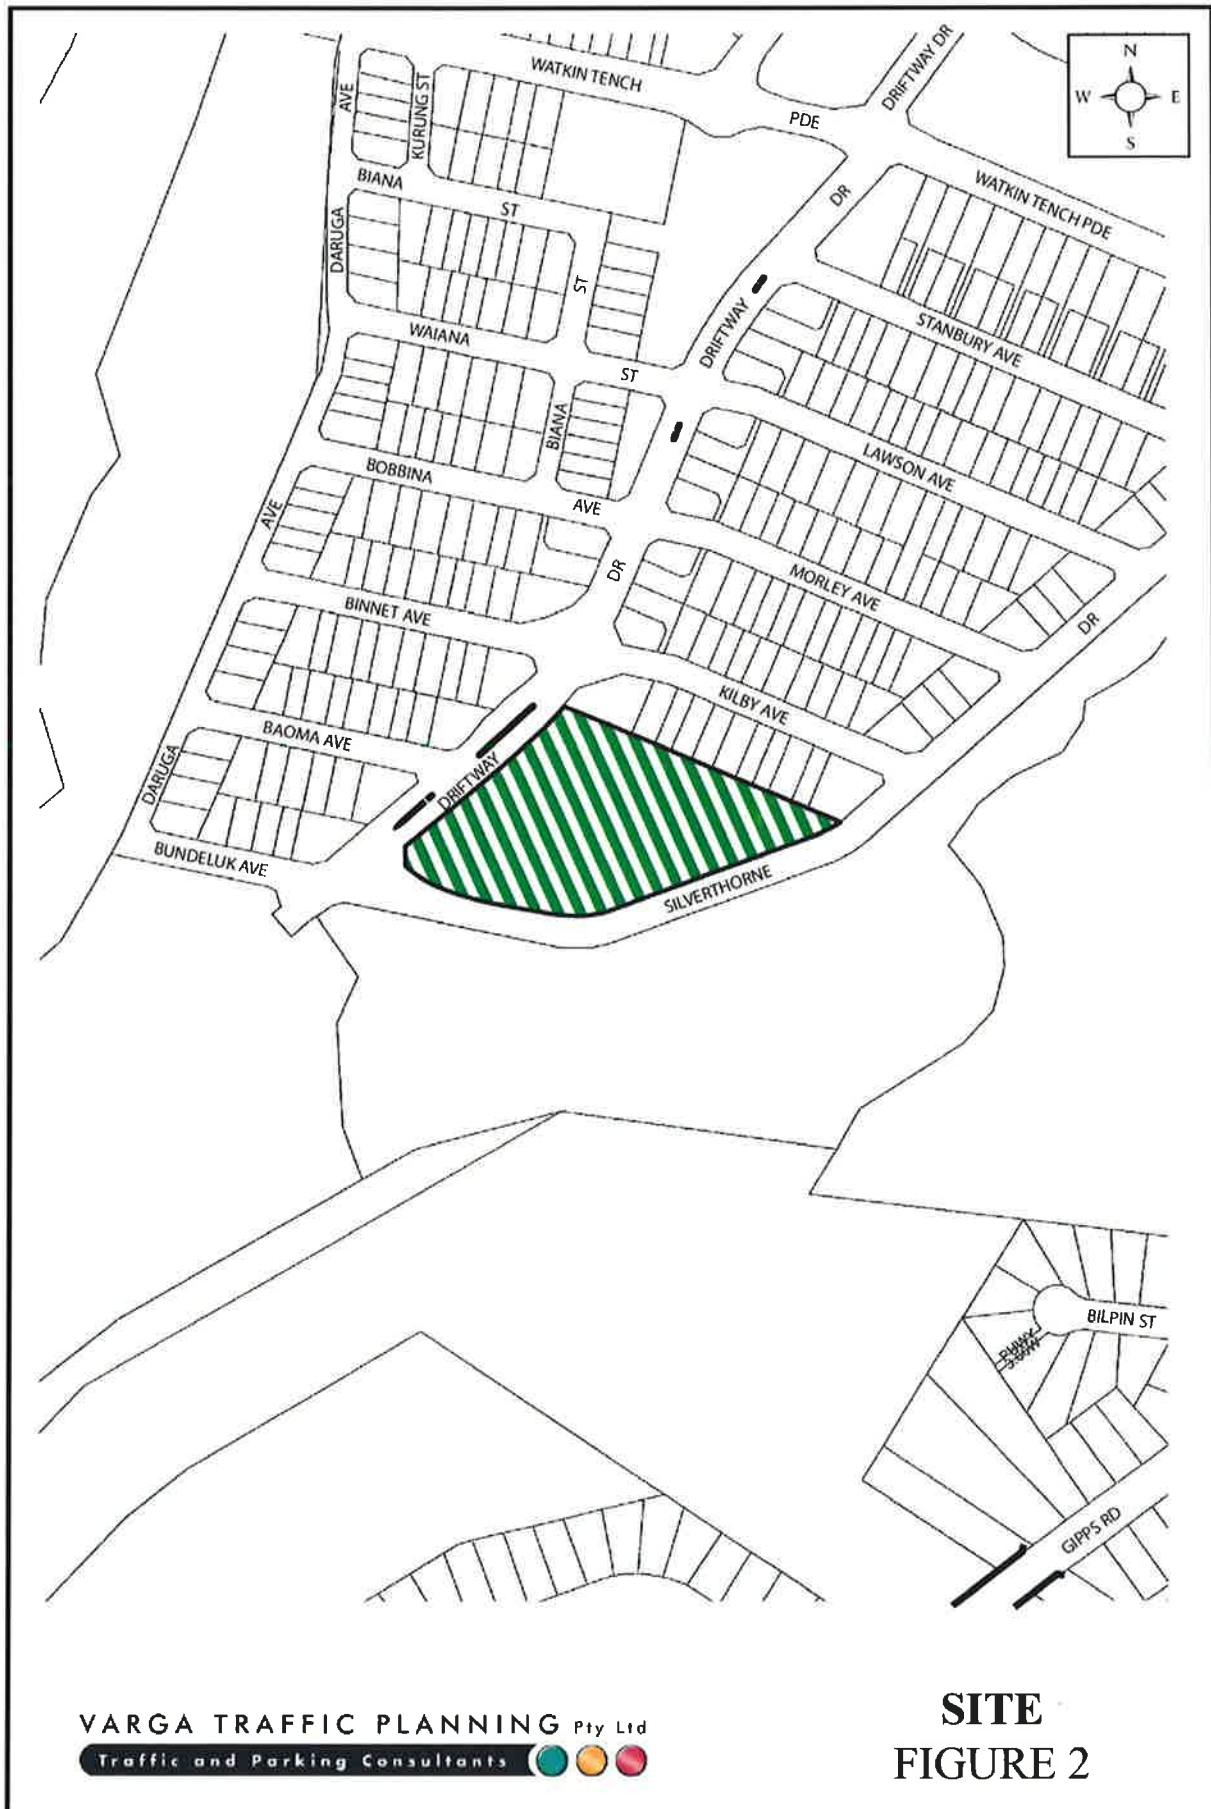 N
W E
S
WATKIN TENCH
PDE
DRIFTWAY DR
AVE
KURUNG ST
BIANA
ST
DR
WATKIN TENCH PDE
DARUGA
ST
WAIANA
ST
DRIFTWAY
STANBURY AVE
BIANA
BOBBINA
AVE
LAWSON AVE
AVE
DR
MORLEY AVE
BINNET AVE
DR
KILBY AVE
BAOMA AVE
DRIFTWAY
DARUGA
BUNDELUK AVE
SILVERTHORNE
BILPIN ST
GIPPS RD
VARGA TRAFFIC PLANNING Pty Ltd
Traffic and Parking Consultants
SITE
FIGURE 2